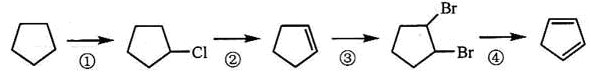 Br
Cl
Br
① ② ③ ④